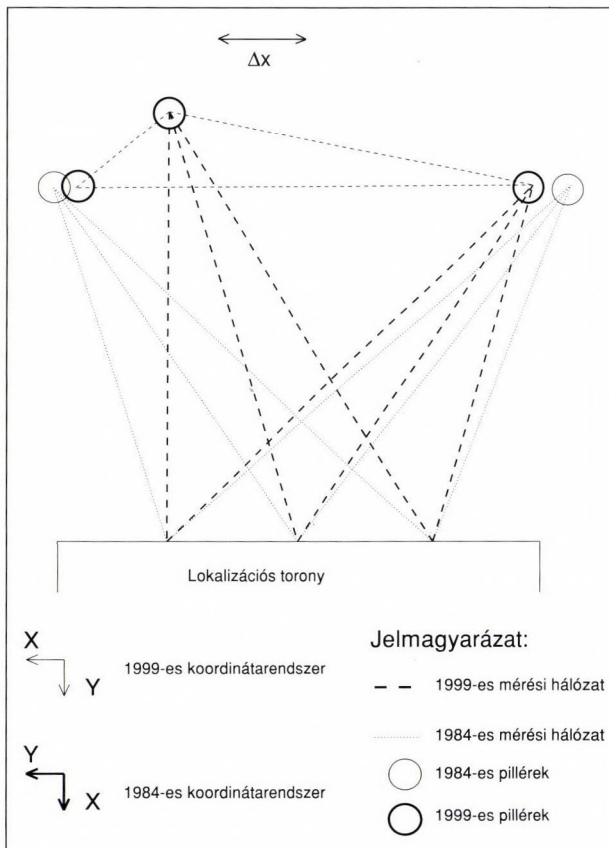 Δx
Lokalizációs torony
X
Y
1999-es koordinátarendszer
Y
X
1984-es koordinátarendszer
Jelmagyarázat:
1999-es mérési hálózat
1984-es mérési hálózat
1984-es pillérek
1999-es pillérek